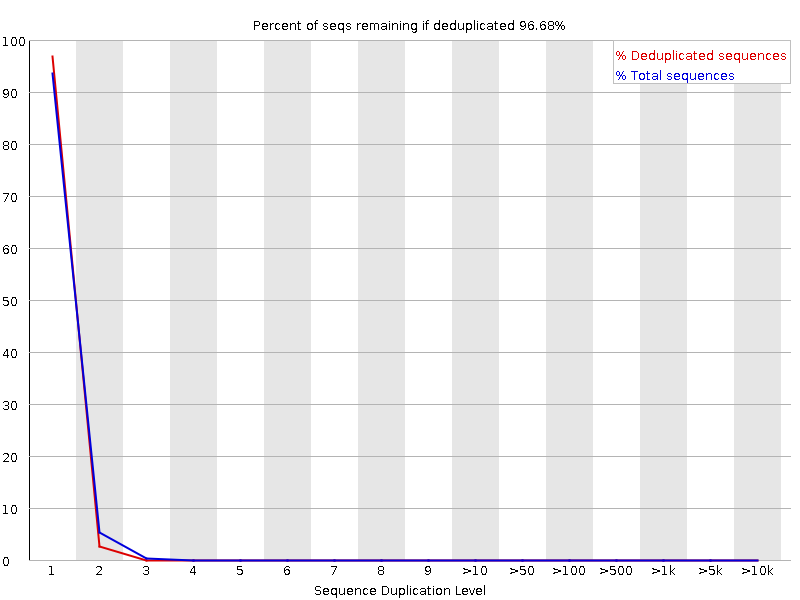 Percent of seqs remaining if deduplicated 96.68%
% Deduplicated sequences
% Total sequences
100
90
80
70
60
50
40
30
20
10
0
1 2 3 4 5 6 7 8 9 >10 >50 >100 >500 >1k >5k >10k
Sequence Duplication Level